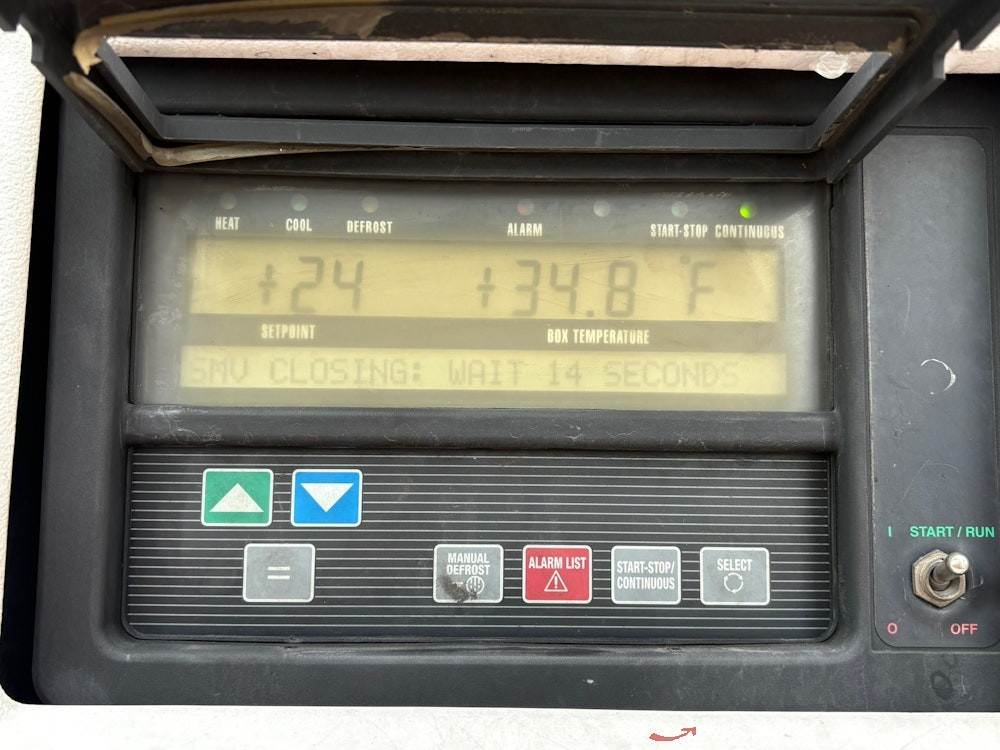 HEAT COOL DEFROST ALARM START-STOP CONTINUOUS
+24 +34.8 °F
SETPOINT BOX TEMPERATURE
SMV CLOSING: WAIT 14 SECONDS
I START / RUN
=
MANUAL DEFROST
ALARM LIST
START-STOP/
CONTINUOUS
SELECT
O OFF